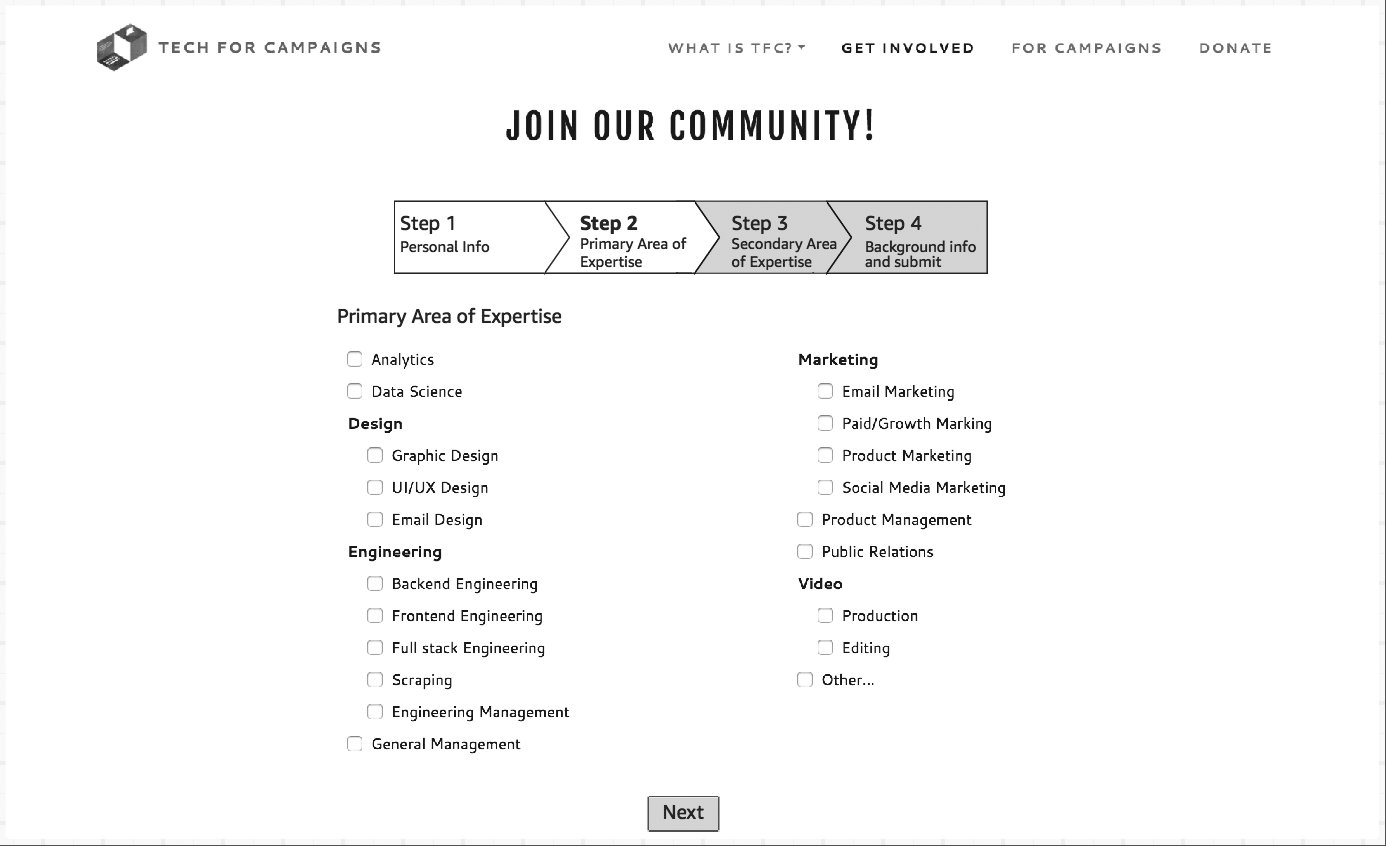 TECH FOR CAMPAIGNS
WHAT IS TFC?
GET INVOLVED
FOR CAMPAIGNS
DONATE
JOIN OUR COMMUNITY!
Step 1
Personal Info
Step 2
Primary Area of
Expertise
Step 3
Secondary Area
of Expertise
Step 4
Background info
and submit
Primary Area of Expertise
Analytics
Data Science
Design
Graphic Design
UI/UX Design
Email Design
Engineering
Backend Engineering
Frontend Engineering
Full stack Engineering
Scraping
Engineering Management
General Management
Marketing
Email Marketing
Paid/Growth Marking
Product Marketing
Social Media Marketing
Product Management
Public Relations
Video
Production
Editing
Other...
Next